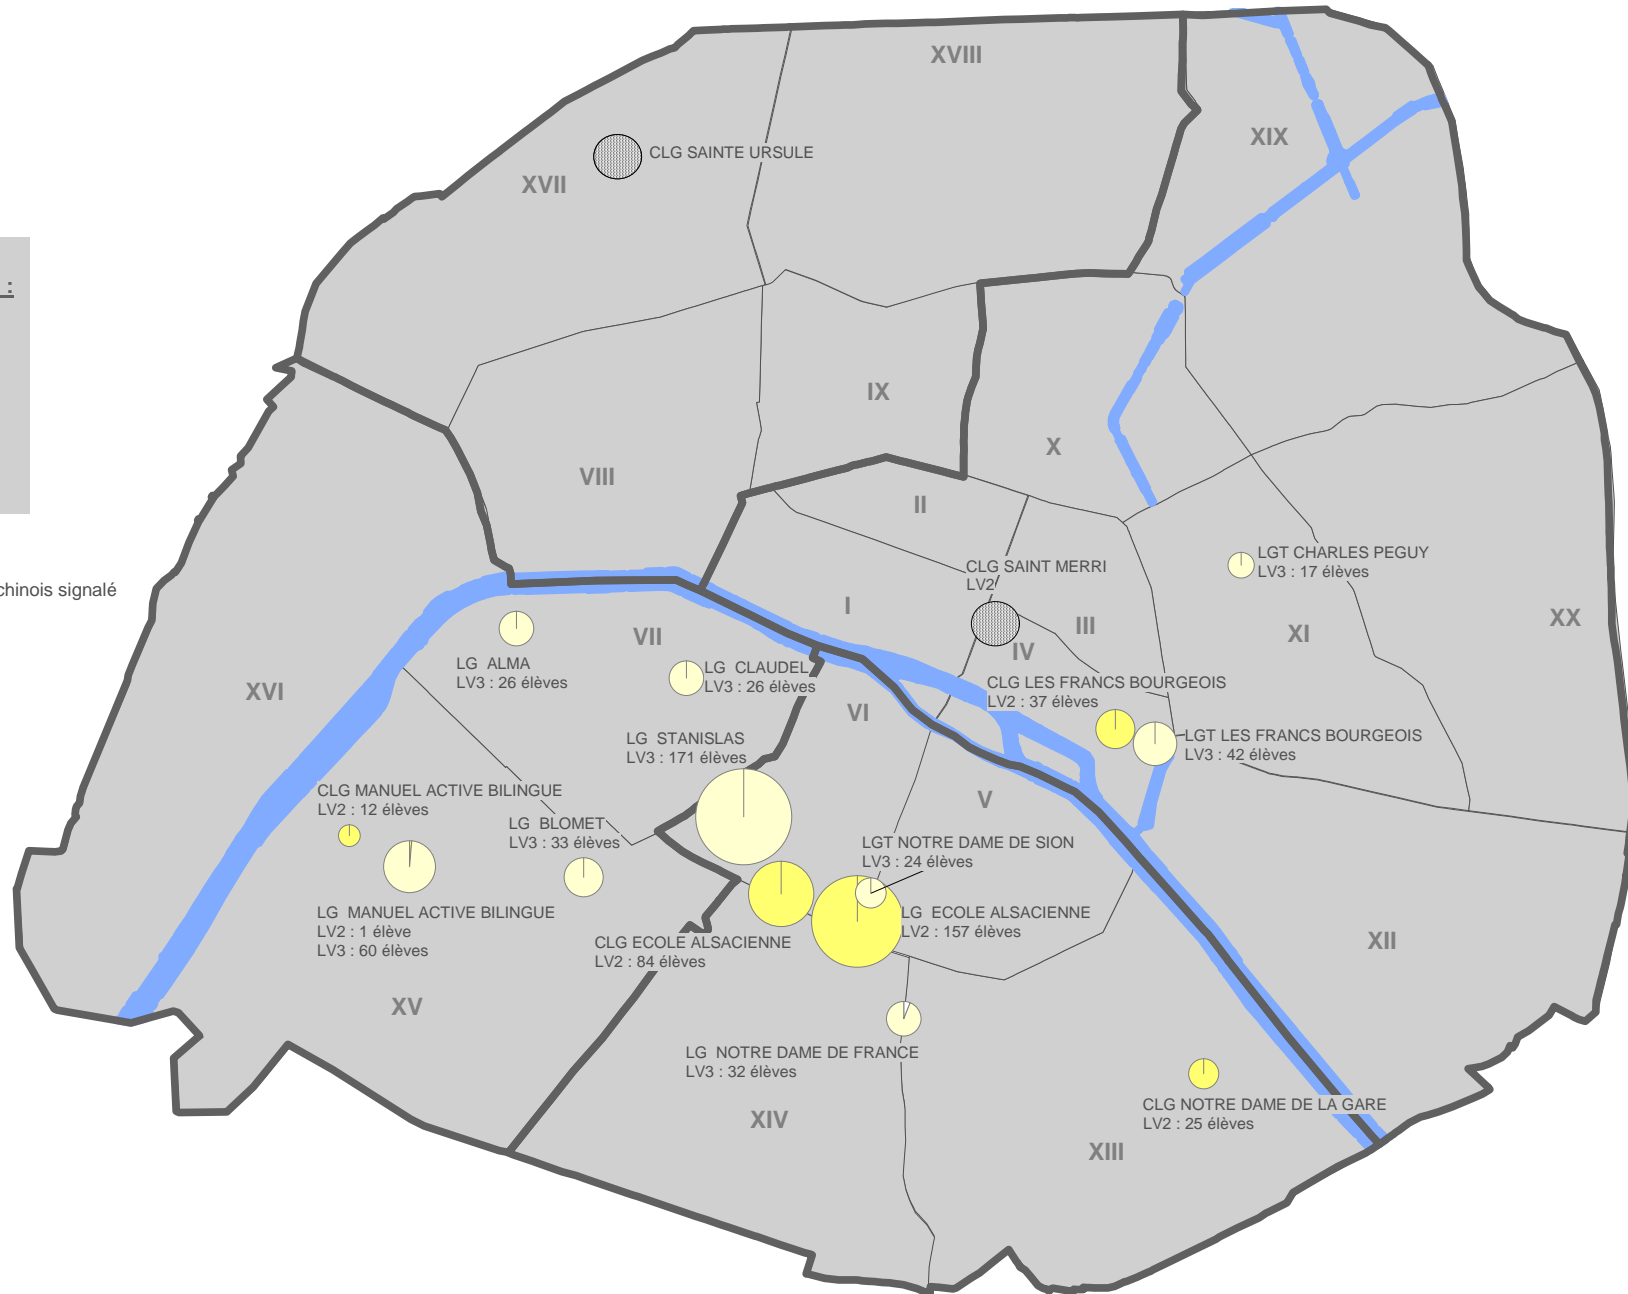 XVIII
XIX
CLG SAINTE URSULE
XVII
:
IX
X
VIII
II
LGT CHARLES PEGUY
LV3 : 17 élèves
CLG SAINT MERRI
LV2
chinois signalé
I
III
XI
XX
VII
IV
LG ALMA
LV3 : 26 élèves
LG CLAUDEL
LV3 : 26 élèves
XVI
CLG LES FRANCS BOURGEOIS
LV2 : 37 élèves
VI
LG STANISLAS
LV3 : 171 élèves
LGT LES FRANCS BOURGEOIS
LV3 : 42 élèves
CLG MANUEL ACTIVE BILINGUE
LV2 : 12 élèves
V
LG BLOMET
LV3 : 33 élèves
LGT NOTRE DAME DE SION
LV3 : 24 élèves
LG MANUEL ACTIVE BILINGUE
LV2 : 1 élève
LV3 : 60 élèves
LG ECOLE ALSACIENNE
LV2 : 157 élèves
CLG ECOLE ALSACIENNE
LV2 : 84 élèves
XII
XV
LG NOTRE DAME DE FRANCE
LV3 : 32 élèves
CLG NOTRE DAME DE LA GARE
LV2 : 25 élèves
XIV
XIII